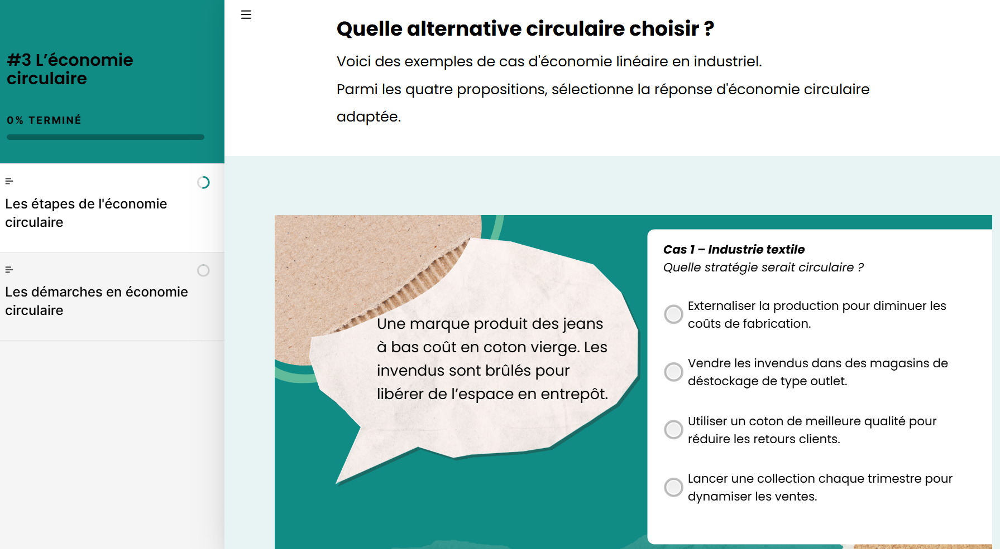 #3 L’économie
circulaire
0% TERMINÉ
Les étapes de l'économie
circulaire
Les démarches en économie
circulaire
Quelle alternative circulaire choisir ?
Voici des exemples de cas d'économie linéaire en industriel.
Parmi les quatre propositions, sélectionne la réponse d'économie circulaire
adaptée.
Une marque produit des jeans
à bas coût en coton vierge. Les
invendus sont brûlés pour
libérer de l’espace en entrepôt.
Cas 1 – Industrie textile
Quelle stratégie serait circulaire ?
Externaliser la production pour diminuer les
coûts de fabrication.
Vendre les invendus dans des magasins de
déstockage de type outlet.
Utiliser un coton de meilleure qualité pour
réduire les retours clients.
Lancer une collection chaque trimestre pour
dynamiser les ventes.